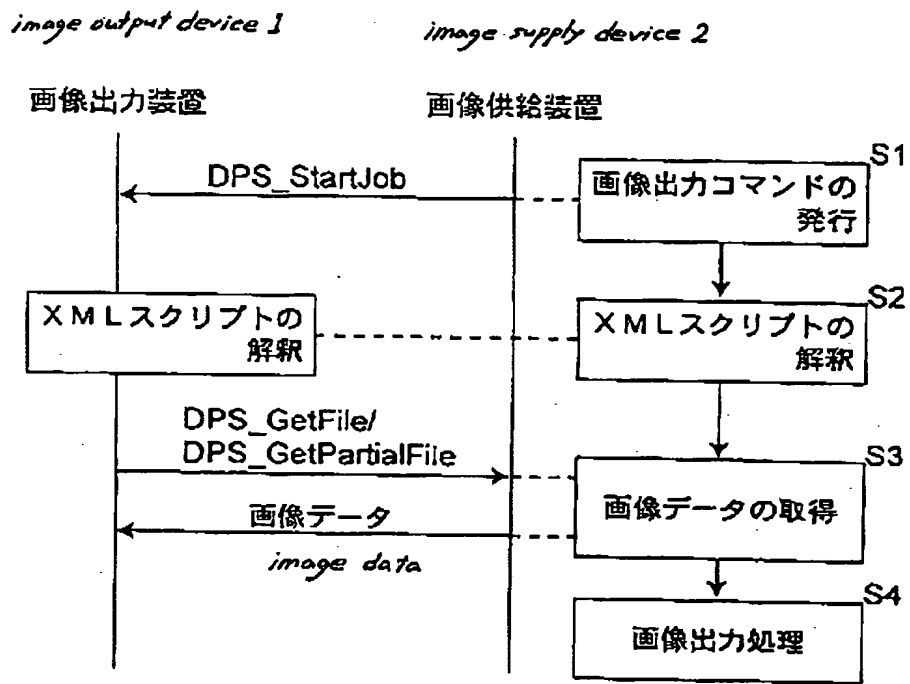 image output device 1
image supply device 2
画像出力装置
画像供給装置
DPS_StartJob
S1
画像出力コマンドの
発行
XMLスクリプトの
解釈
S2
XMLスクリプトの
解釈
DPS_GetFile/
DPS_GetPartialFile
S3
画像データの取得
画像データ
image data
S4
画像出力処理